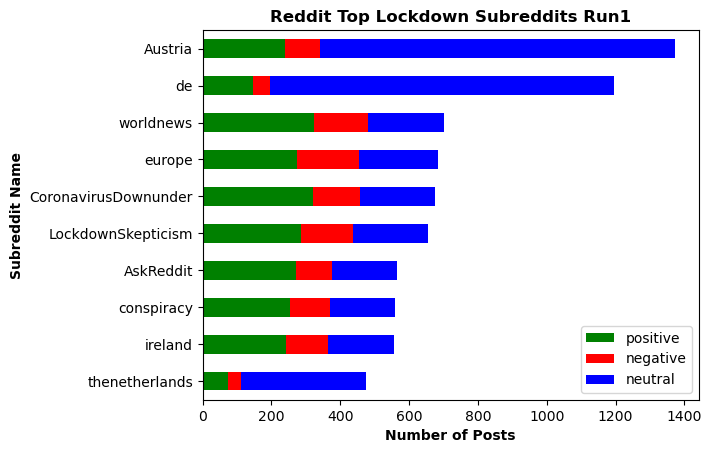 Reddit Top Lockdown Subreddits Run1
Subreddit Name
Austria
de
worldnews
europe
CoronavirusDownunder
LockdownSkepticism
AskReddit
conspiracy
ireland
thenetherlands
positive
negative
neutral
0 200 400 600 800 1000 1200 1400
Number of Posts